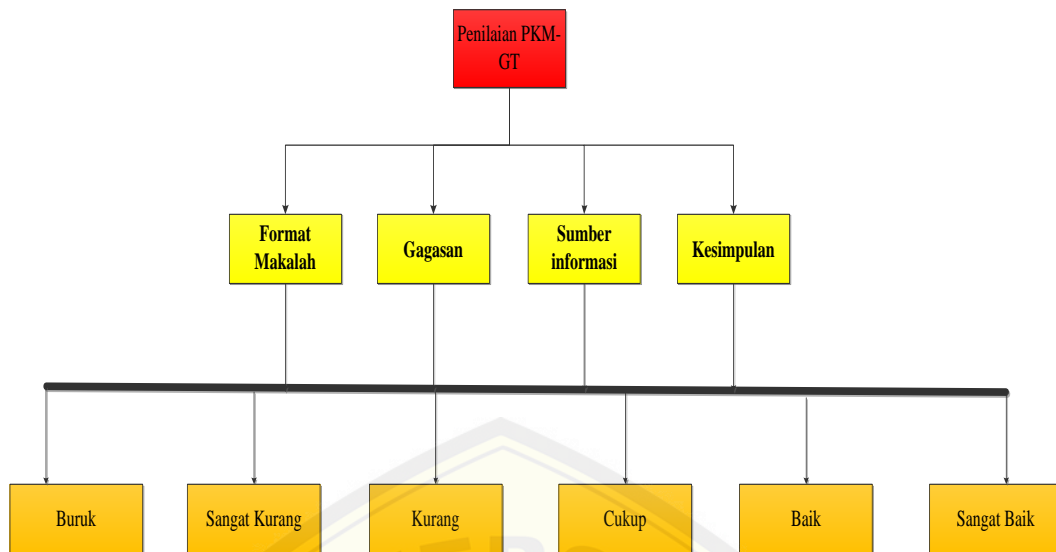 Penilaian PKM-
GT
Format
Makalah
Gagasan
Sumber
informasi
Kesimpulan
Buruk
Sangat Kurang
Kurang
Cukup
Baik
Sangat Baik